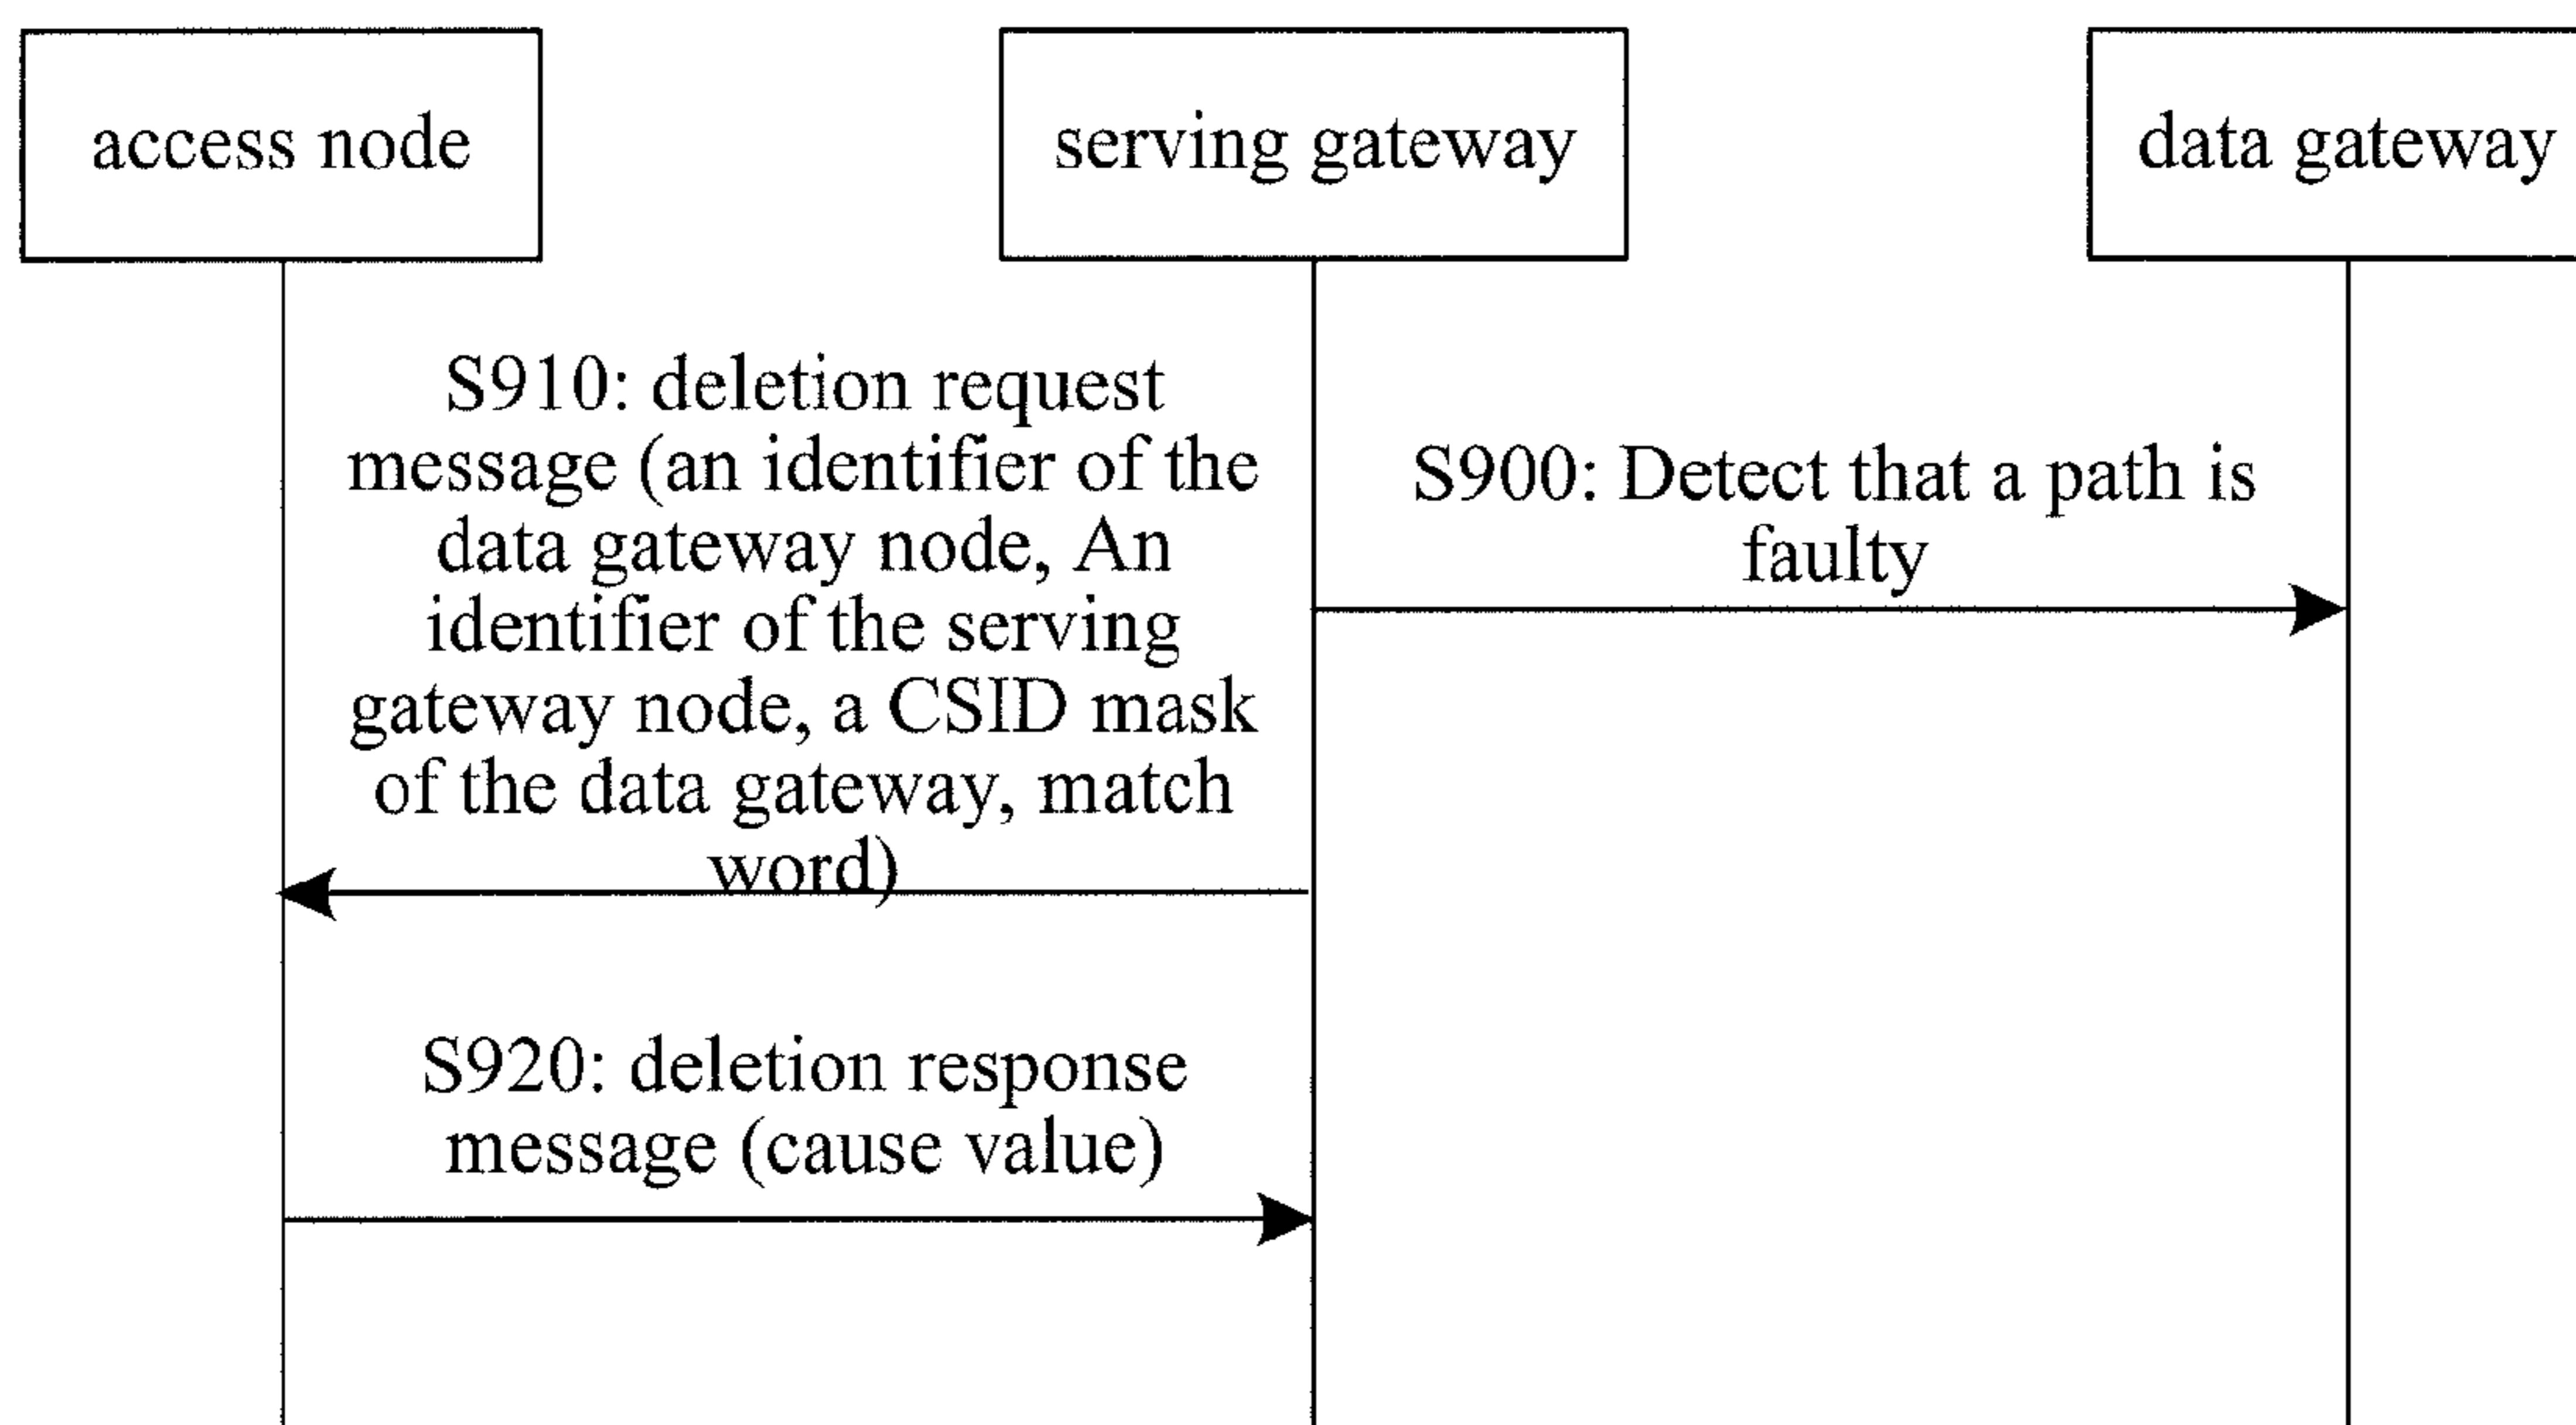 access node
serving gateway
data gateway
S910: deletion request
message (an identifier of the
data gateway node, An
identifier of the serving
gateway node, a CSID mask
of the data gateway, match
word)
S900: Detect that a path is
faulty
S920: deletion response
message (cause value)